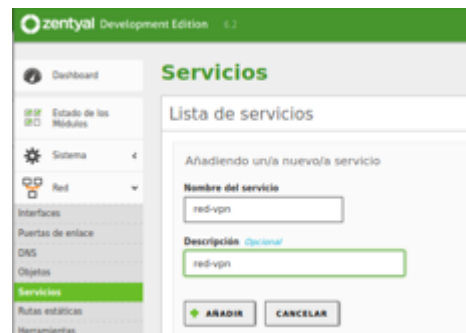 zentyal Development Edition 6.2
Dashboard
Estado de los
Módulos
Sistema
Red
Interfaces
Puertas de enlace
DNS
Objetos
Servicios
Rutas estáticas
Herramientas
Servicios
Lista de servicios
Añadiendo un/a nuevo/a servicio
Nombre del servicio
red-vpn
Descripción Opcional
red-vpn
AÑADIR
CANCELAR